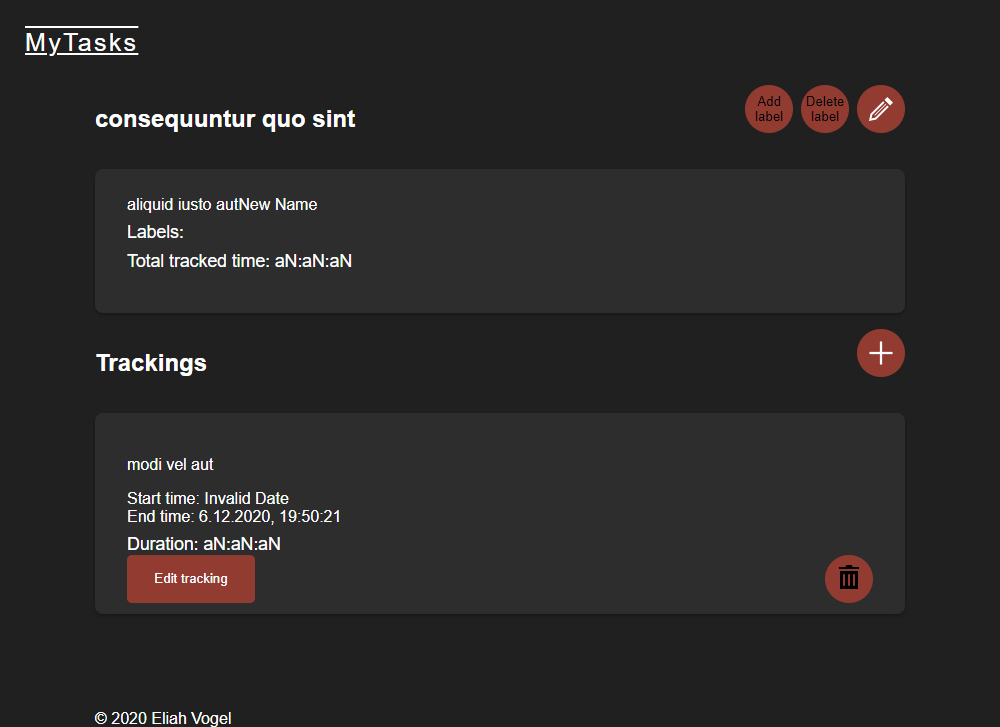 MyTasks
consequuntur quo sint
Add
label
Delete
label
aliquid iusto autNew Name
Labels:
Total tracked time: aN:aN:aN
Trackings
modi vel aut
Start time: Invalid Date
End time: 6.12.2020, 19:50:21
Duration: aN:aN:aN
Edit tracking
© 2020 Eliah Vogel